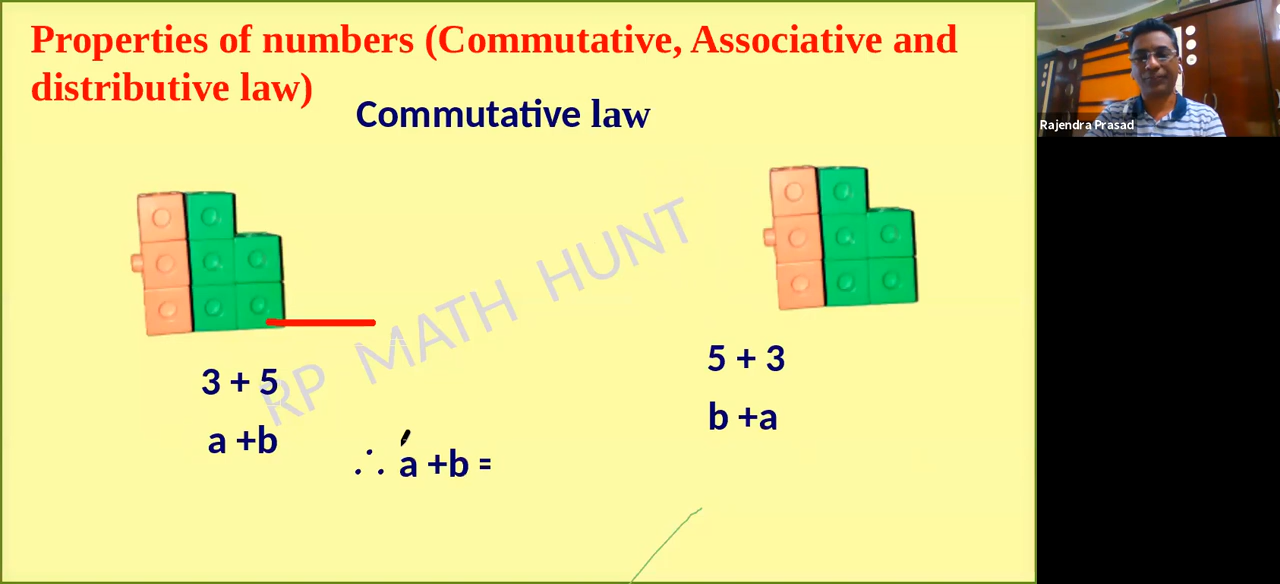 Properties of numbers (Commutative, Associative and
distributive law)
Commutative law
RP MATH HUNT
3 + 5
a +b
5 + 3
b +a
∴ a +b =
Rajendra Prasad